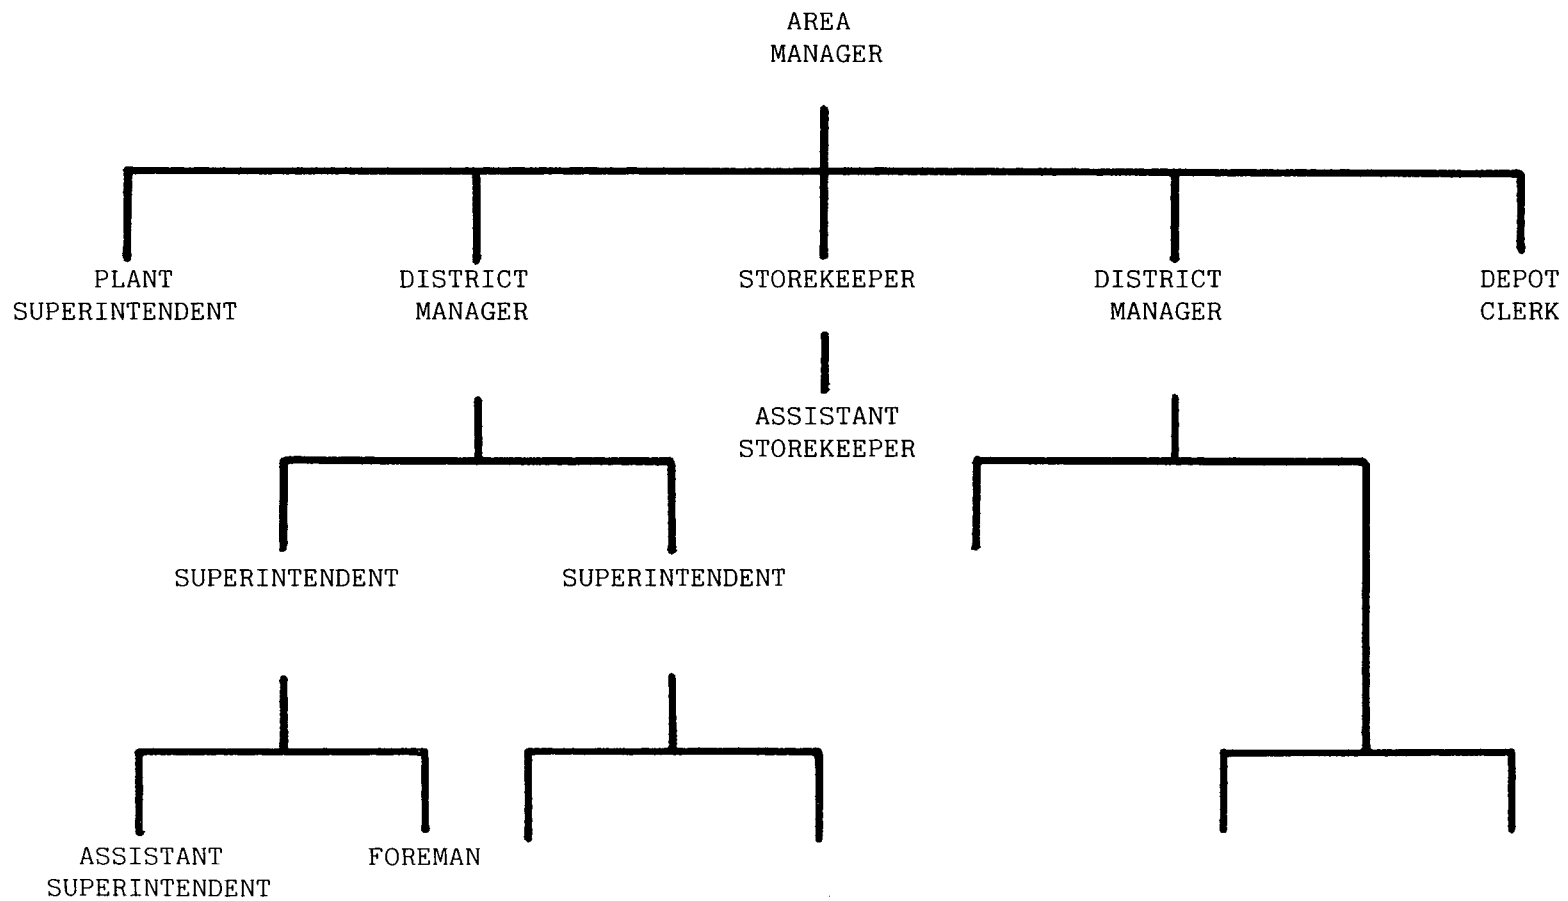 AREA
MANAGER
PLANT
SUPERINTENDENT
DISTRICT
MANAGER
STOREKEEPER
DISTRICT
MANAGER
DEPOT
CLERK
ASSISTANT
STOREKEEPER
SUPERINTENDENT
SUPERINTENDENT
ASSISTANT
SUPERINTENDENT
FOREMAN